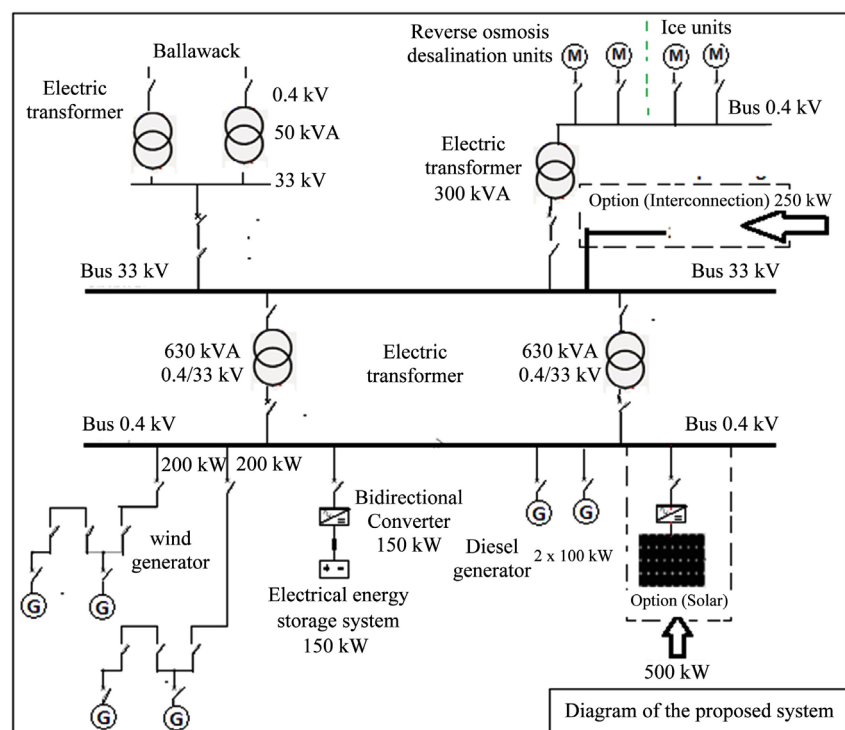 Ballawack
Electric
transformer
0.4 kV
50 kVA
33 kV
Reverse osmosis
desalination units
Ice units
M
M
M
M
Bus 0.4 kV
Electric
transformer
300 kVA
Option (Interconnection) 250 kW
Bus 33 kV
Bus 33 kV
630 kVA
0.4/33 kV
Electric
transformer
630 kVA
0.4/33 kV
Bus 0.4 kV
Bus 0.4 kV
200 kW
200 kW
wind
generator
G
G
G
G
Bidirectional
Converter
150 kW
Electrical energy
storage system
150 kW
Diesel
generator
2 x 100 kW
G
G
Option (Solar)
500 kW
Diagram of the proposed system